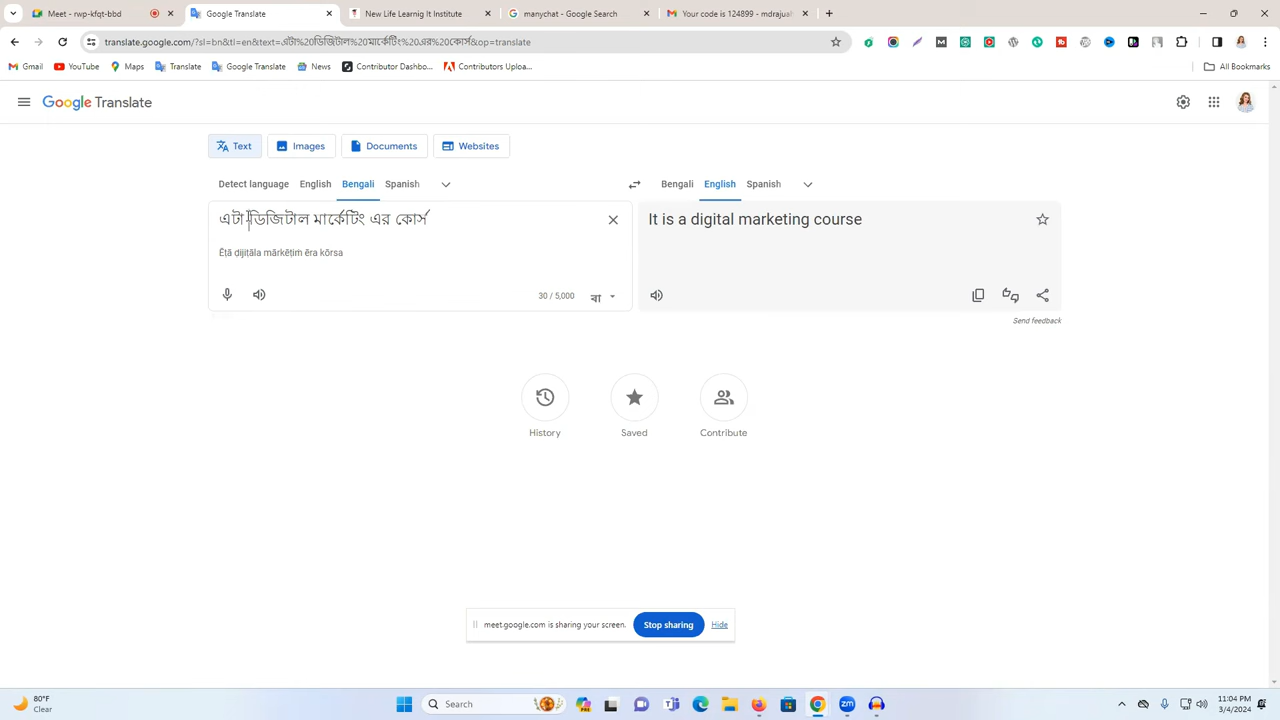 Meet - rwp-kfqt-bbd
Google Translate
New Life Learnig It Institute
manychat - Google Search
Your code is 124899 - mdrajual
translate.google.com/?sl=bn&tl=en&text=এটা%20ডিজিটাল%20মার্কেটিং%20এর%20কোর্স&op=translate
Gmail
YouTube
Maps
Translate
Google Translate
News
Contributor Dashbo...
Contributors Uploa...
All Bookmarks
Google Translate
Text
Images
Documents
Websites
Detect language
English
Bengali
Spanish
Bengali
English
Spanish
এটা ডিজিটাল মার্কেটিং এর কোর্স
It is a digital marketing course
Ēṭā ḍijiṭāla mārkēṭiṁ ēra kōrsa
30 / 5,000
বা
Send feedback
History
Saved
Contribute
meet.google.com is sharing your screen.
Stop sharing
Hide
80°F
Clear
Search
11:04 PM
3/4/2024